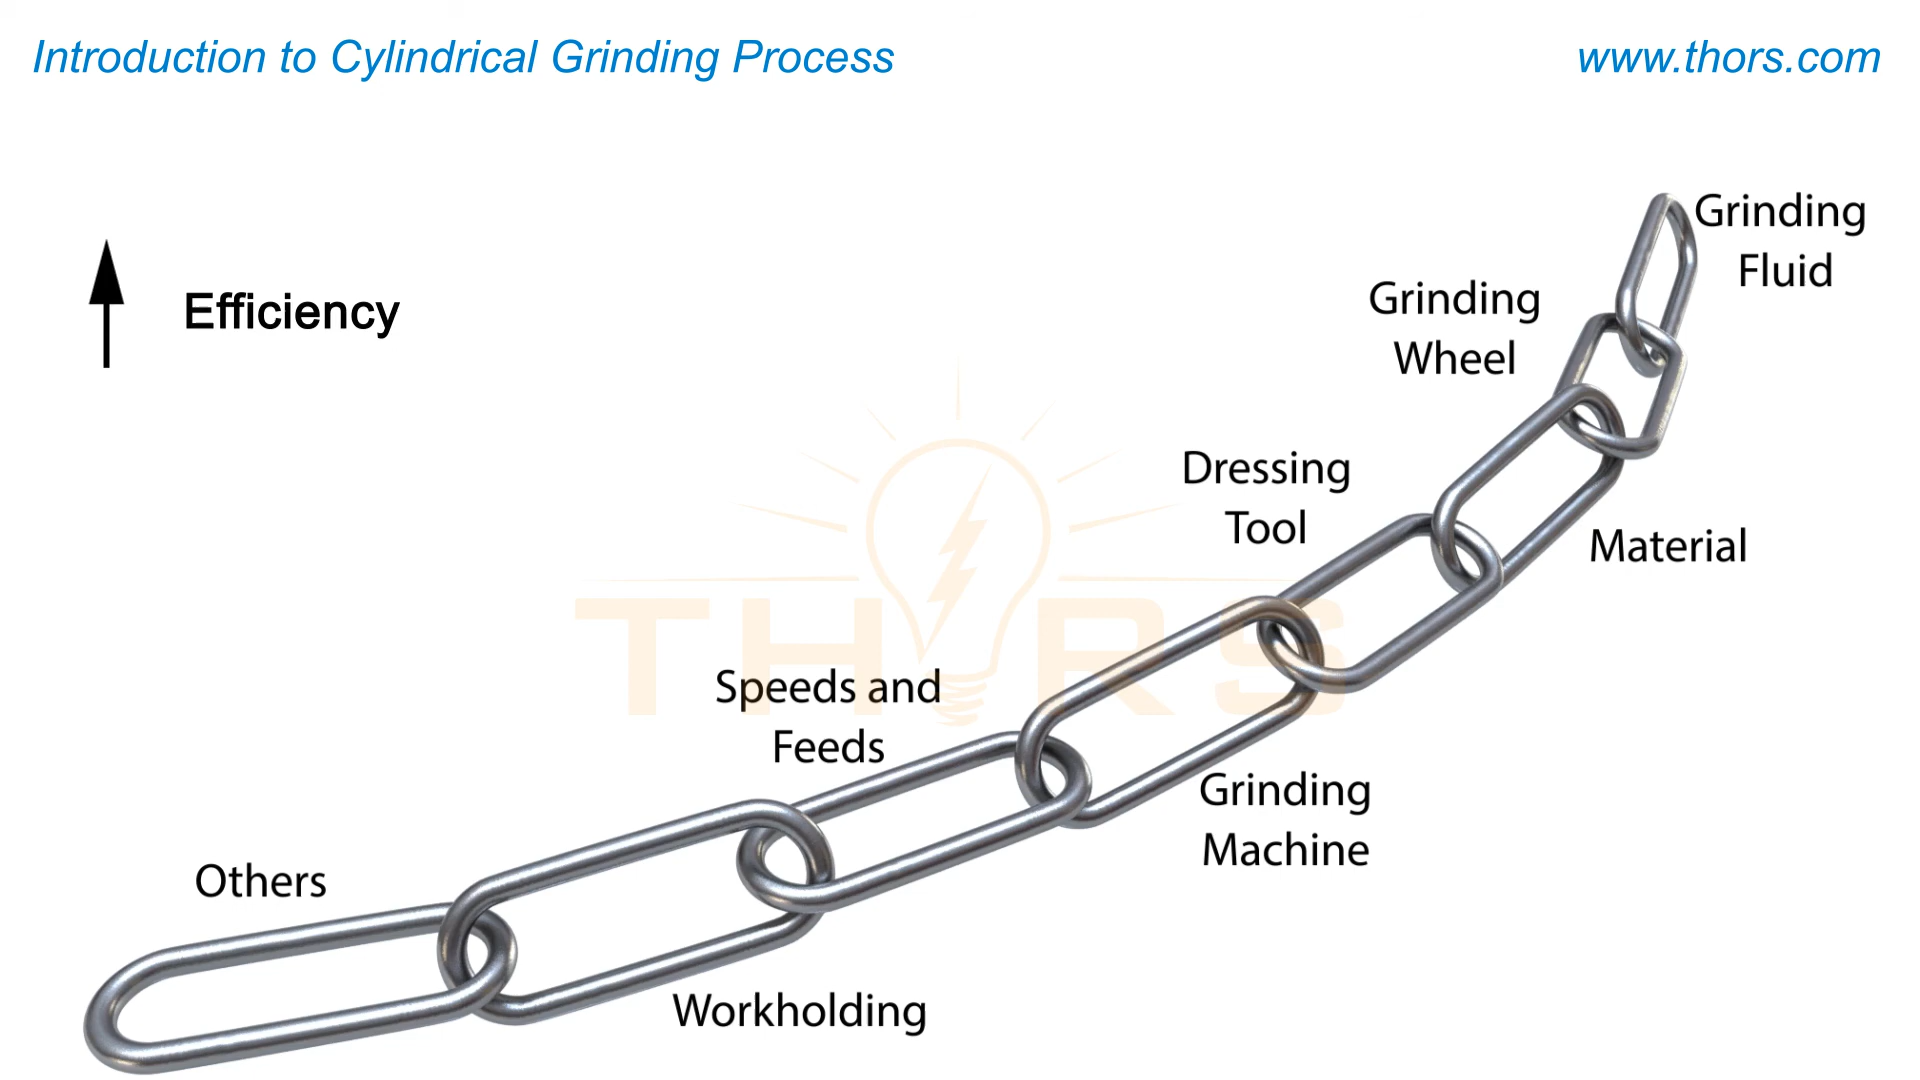 Introduction to Cylindrical Grinding Process
www.thors.com
Efficiency
Grinding
Fluid
Grinding
Wheel
Dressing
Tool
Material
Speeds and
Feeds
Grinding
Machine
Others
Workholding
THORS